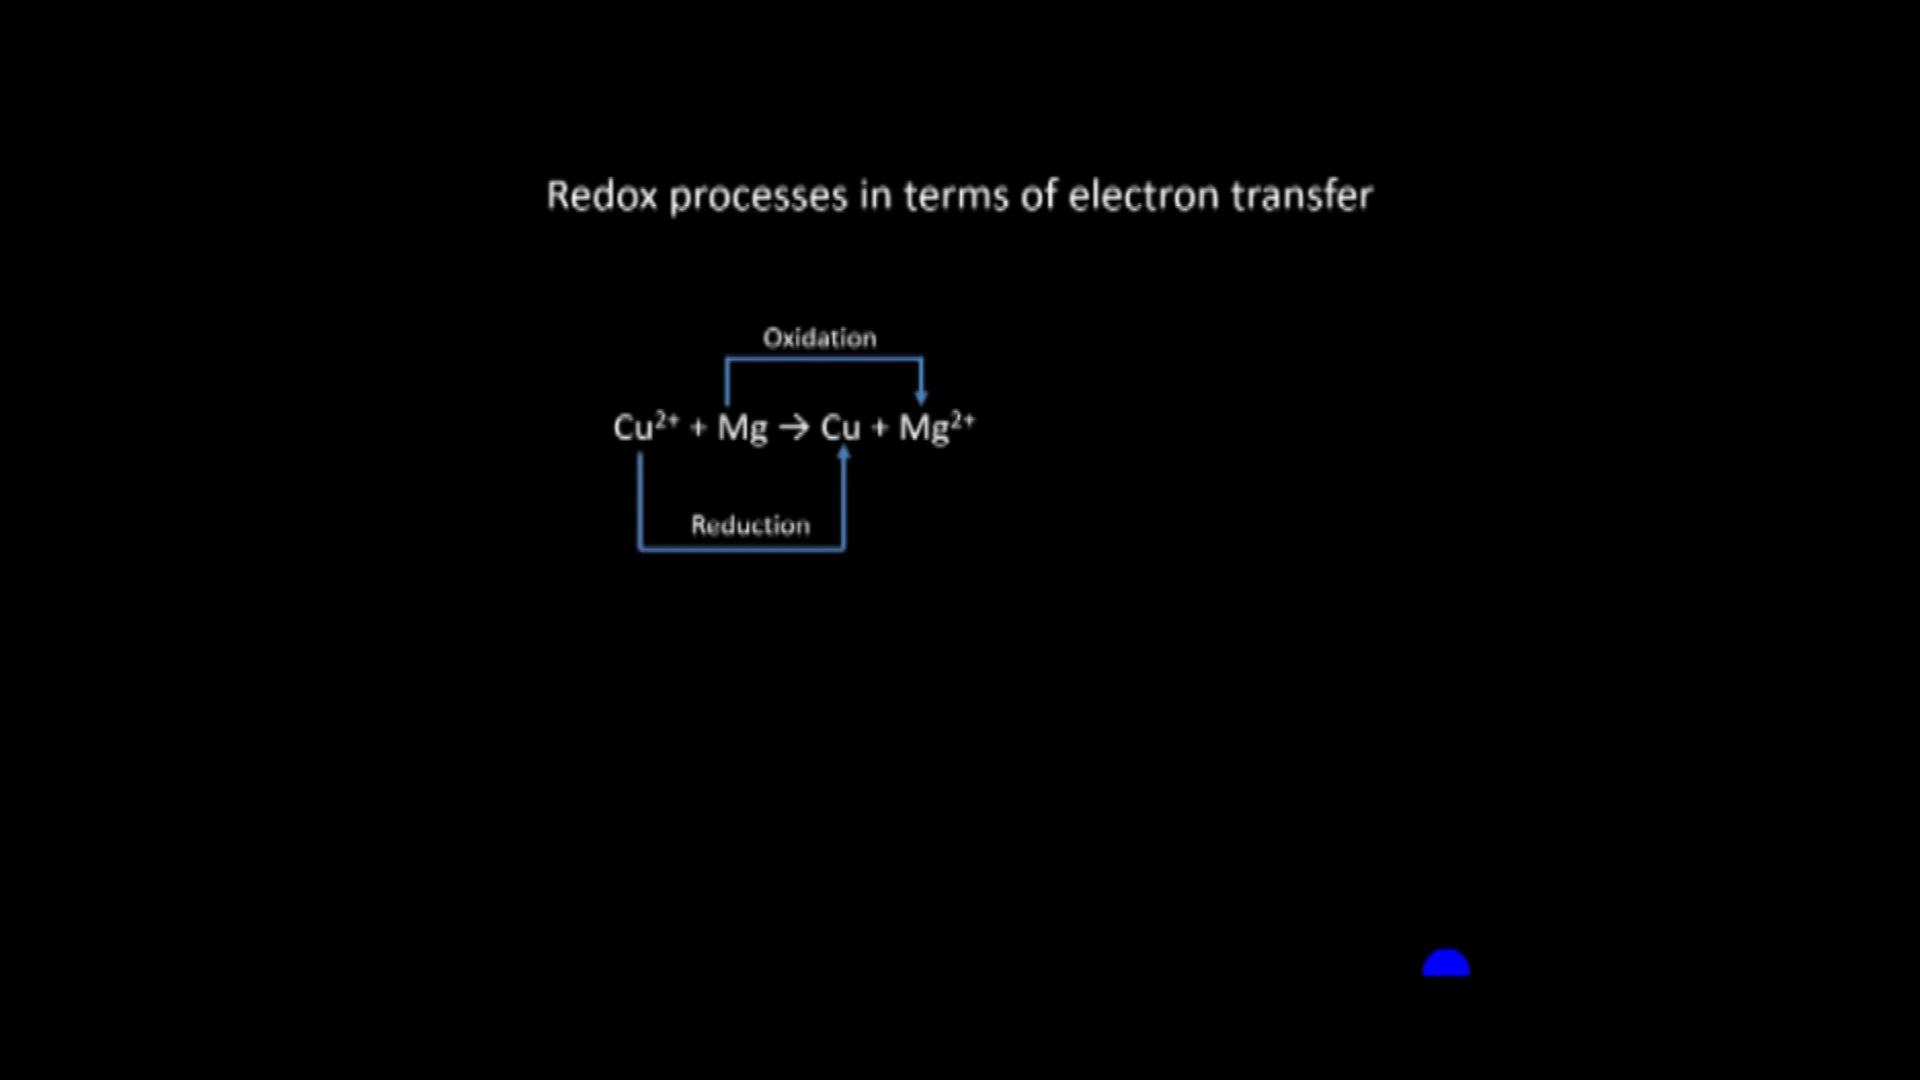 Redox processes in terms of electron transfer
Oxidation
Cu²⁺ + Mg → Cu + Mg²⁺
Reduction